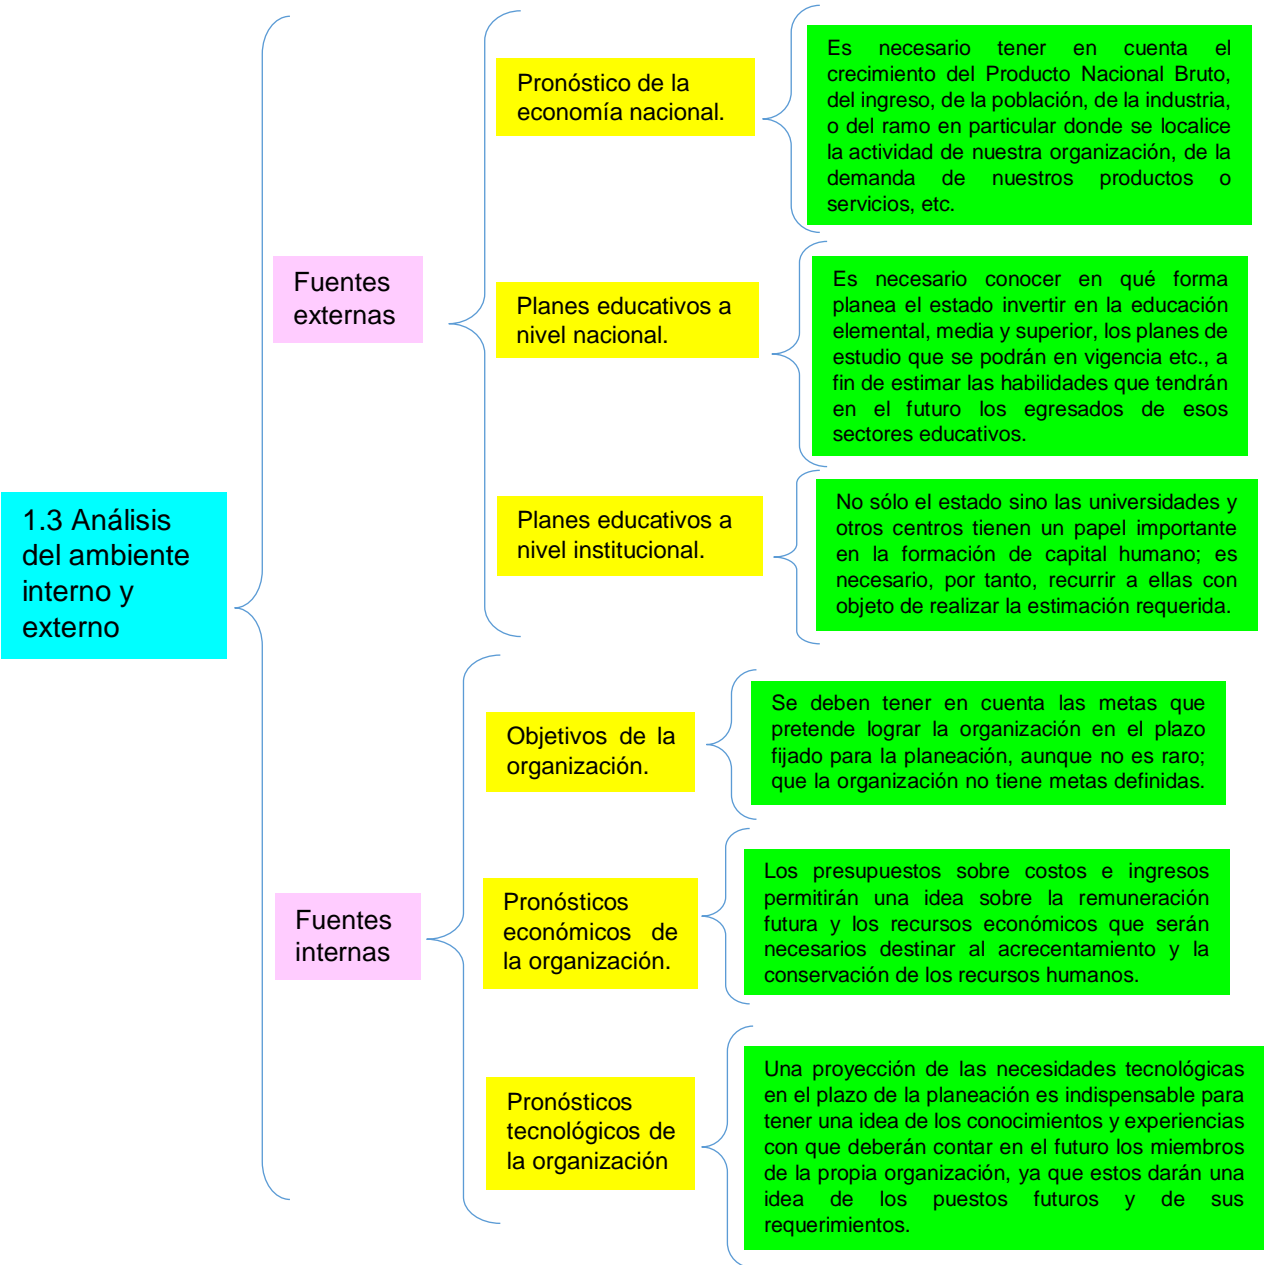 1.3 Análisis
del ambiente
interno y
externo
Fuentes
externas
Pronóstico de la
economía nacional.
Es necesario tener en cuenta el
crecimiento del Producto Nacional Bruto,
del ingreso, de la población, de la industria,
o del ramo en particular donde se localice
la actividad de nuestra organización, de la
demanda de nuestros productos o
servicios, etc.
Planes educativos a
nivel nacional.
Es necesario conocer en qué forma
planea el estado invertir en la educación
elemental, media y superior, los planes de
estudio que se podrán en vigencia etc., a
fin de estimar las habilidades que tendrán
en el futuro los egresados de esos
sectores educativos.
Planes educativos a
nivel institucional.
No sólo el estado sino las universidades y
otros centros tienen un papel importante
en la formación de capital humano; es
necesario, por tanto, recurrir a ellas con
objeto de realizar la estimación requerida.
Fuentes
internas
Objetivos de la
organización.
Se deben tener en cuenta las metas que
pretende lograr la organización en el plazo
fijado para la planeación, aunque no es raro;
que la organización no tiene metas definidas.
Pronósticos
económicos de
la organización.
Los presupuestos sobre costos e ingresos
permitirán una idea sobre la remuneración
futura y los recursos económicos que serán
necesarios destinar al acrecentamiento y la
conservación de los recursos humanos.
Pronósticos
tecnológicos de
la organización
Una proyección de las necesidades tecnológicas
en el plazo de la planeación es indispensable para
tener una idea de los conocimientos y experiencias
con que deberán contar en el futuro los miembros
de la propia organización, ya que estos darán una
idea de los puestos futuros y de sus
requerimientos.